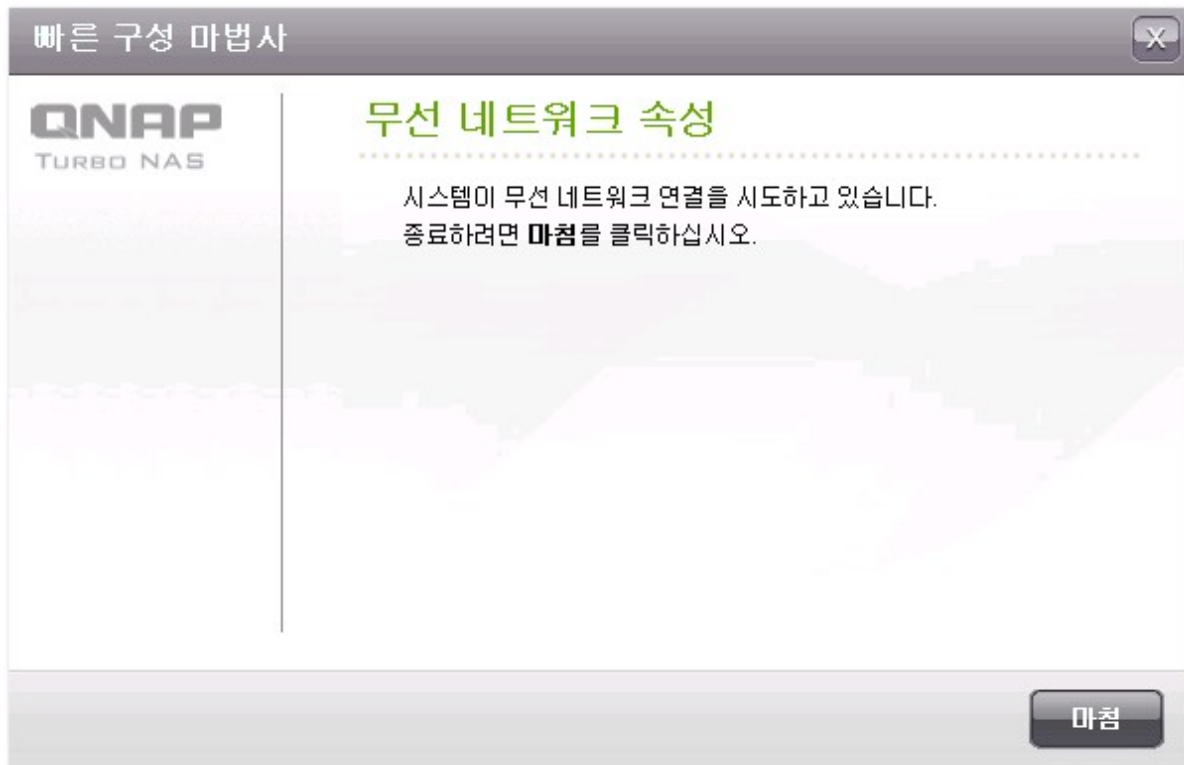 빠른 구성 마법사
X
QNAP
TURBO NAS
무선 네트워크 속성
시스템이 무선 네트워크 연결을 시도하고 있습니다.
종료하려면 마침를 클릭하십시오.
마침